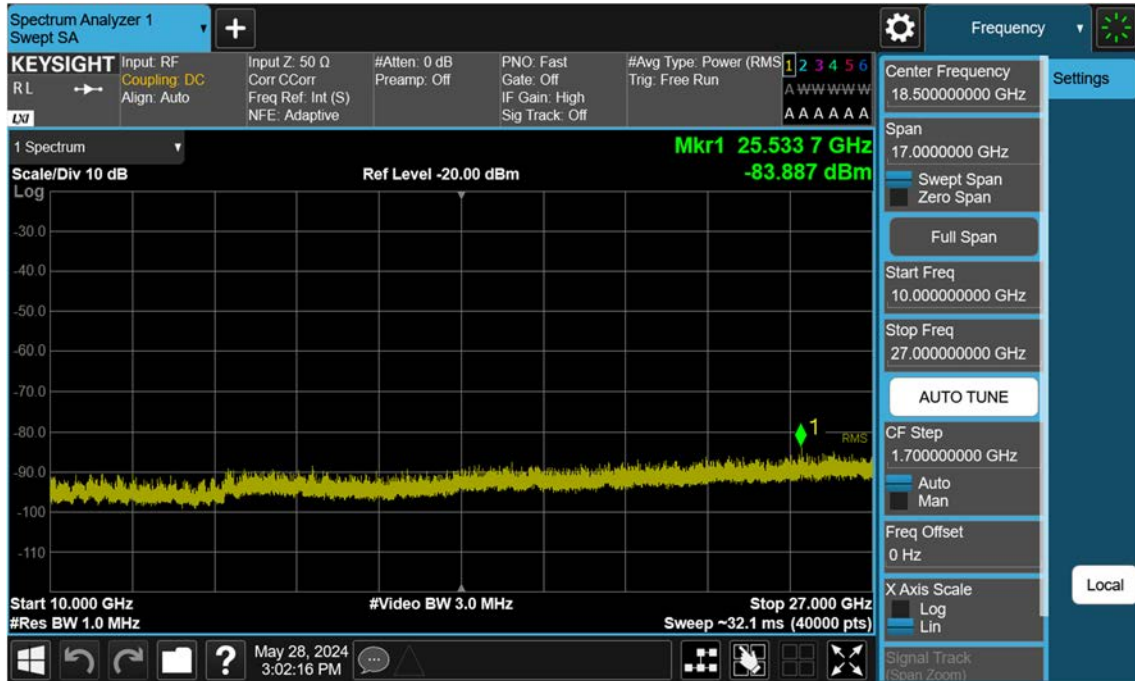 Spectrum Analyzer 1
Swept SA
+
Frequency
KEYSIGHT
R L
LXI
Input: RF
Coupling: DC
Align: Auto
Input Z: 50 Ω
Corr CCorr
Freq Ref: Int (S)
NFE: Adaptive
#Atten: 0 dB
Preamp: Off
PNO: Fast
Gate: Off
IF Gain: High
Sig Track: Off
#Avg Type: Power (RMS
Trig: Free Run
1 2 3 4 5 6
A W W W W W
A A A A A A
1 Spectrum
Mkr1 25.533 7 GHz
Scale/Div 10 dB
Ref Level -20.00 dBm
-83.887 dBm
Log
-30.0
-40.0
-50.0
-60.0
-70.0
-80.0
-90.0
-100
-110
1
RMS
Start 10.000 GHz
#Video BW 3.0 MHz
Stop 27.000 GHz
#Res BW 1.0 MHz
Sweep ~32.1 ms (40000 pts)
?
May 28, 2024
3:02:16 PM
Center Frequency
18.500000000 GHz
Span
17.0000000 GHz
Swept Span
Zero Span
Full Span
Start Freq
10.000000000 GHz
Stop Freq
27.000000000 GHz
AUTO TUNE
CF Step
1.700000000 GHz
Auto
Man
Freq Offset
0 Hz
X Axis Scale
Log
Lin
Signal Track
(Span Zoom)
Settings
Local